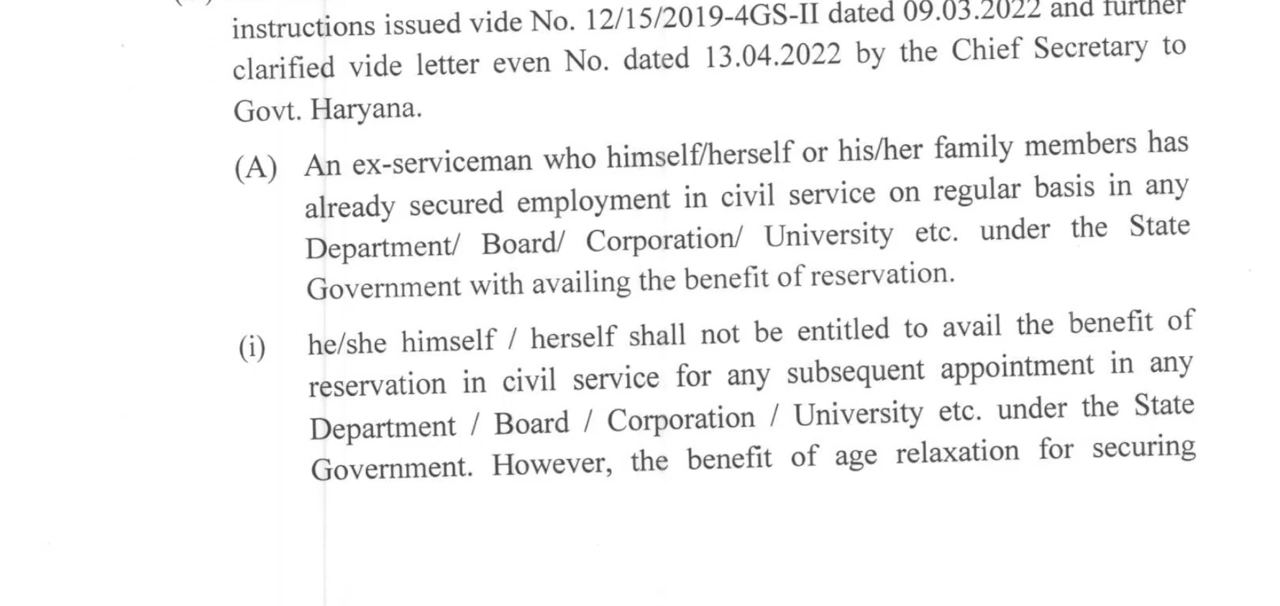 instructions issued vide No. 12/15/2019-4GS-II dated 09.03.2022 and further
clarified vide letter even No. dated 13.04.2022 by the Chief Secretary to
Govt. Haryana.
(A) An ex-serviceman who himself/herself or his/her family members has
already secured employment in civil service on regular basis in any
Department/ Board/ Corporation/ University etc. under the State
Government with availing the benefit of reservation.
(i) he/she himself / herself shall not be entitled to avail the benefit of
reservation in civil service for any subsequent appointment in any
Department / Board / Corporation / University etc. under the State
Government. However, the benefit of age relaxation for securing